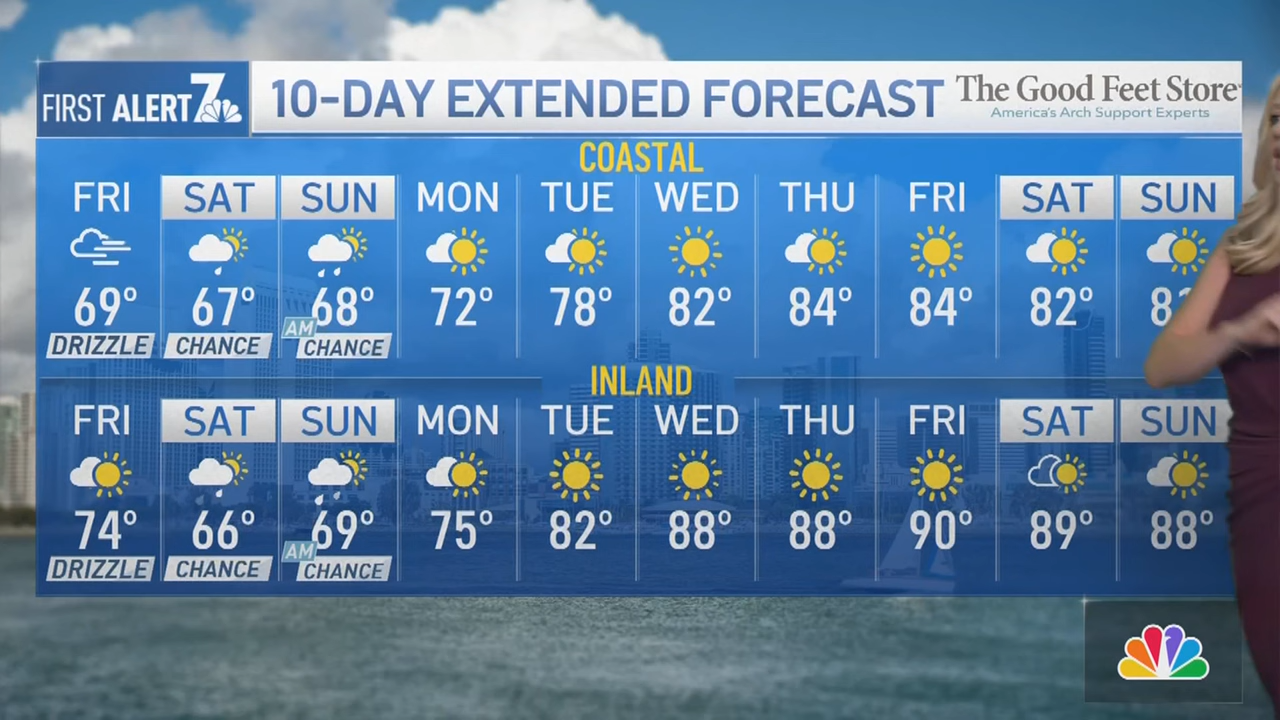 FIRST ALERT 7
10-DAY EXTENDED FORECAST
The Good Feet Store
America's Arch Support Experts
COASTAL
FRI SAT SUN MON TUE WED THU FRI SAT SUN
69° 67° 68° 72° 78° 82° 84° 84° 82°
DRIZZLE CHANCE AM CHANCE
INLAND
FRI SAT SUN MON TUE WED THU FRI SAT SUN
74° 66° 69° 75° 82° 88° 88° 90° 89° 88°
DRIZZLE CHANCE AM CHANCE